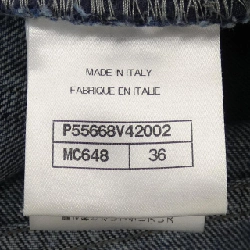 MADE IN ITALY
FABRIQUE EN ITALIE
P55668V42002
MC648 36